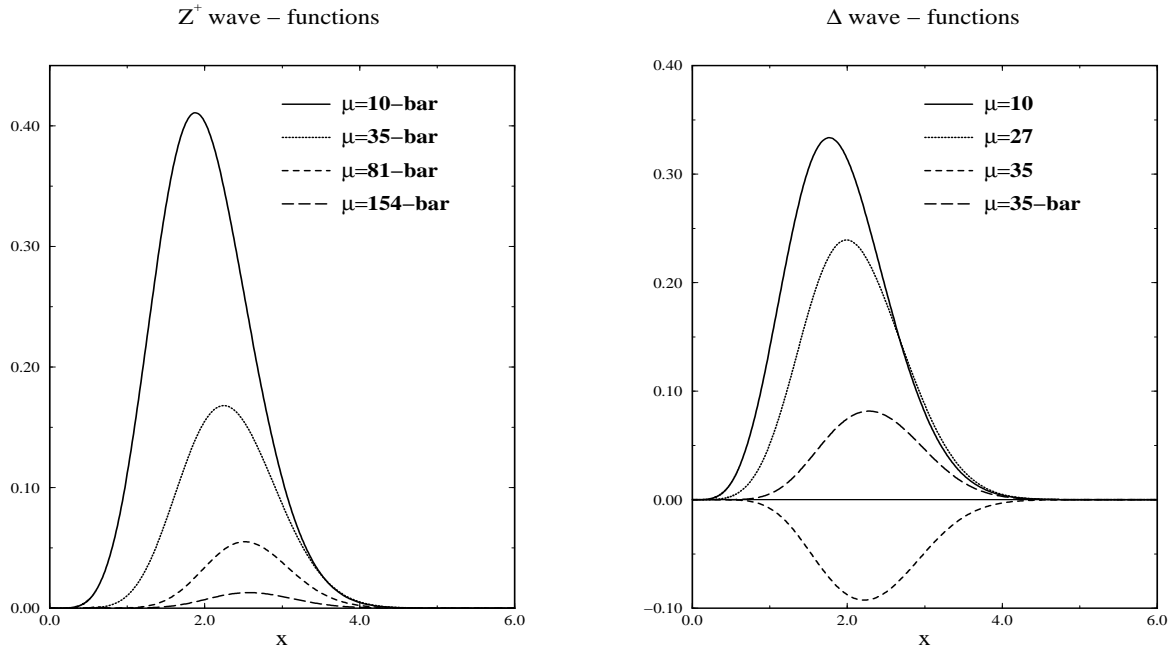 Z+ wave – functions
μ=10–bar
μ=35–bar
μ=81–bar
μ=154–bar
0.40
0.30
0.20
0.10
0.00
0.0 2.0 4.0 6.0
x
Δ wave – functions
μ=10
μ=27
μ=35
μ=35–bar
0.40
0.30
0.20
0.10
0.00
−0.10
0.0 2.0 4.0 6.0
x